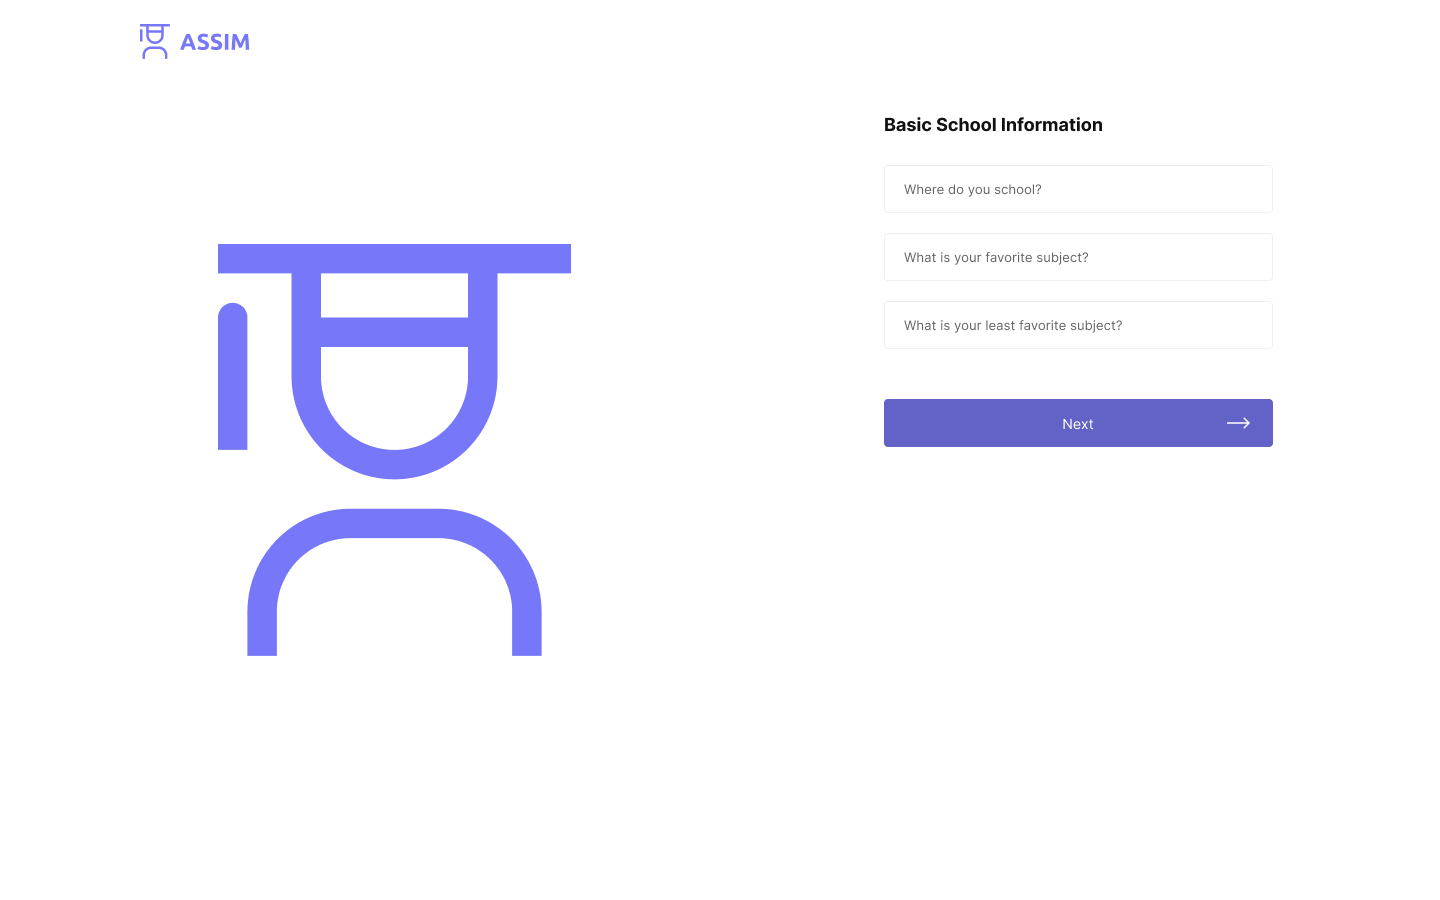 ASSIM
Basic School Information
Where do you school?
What is your favorite subject?
What is your least favorite subject?
Next